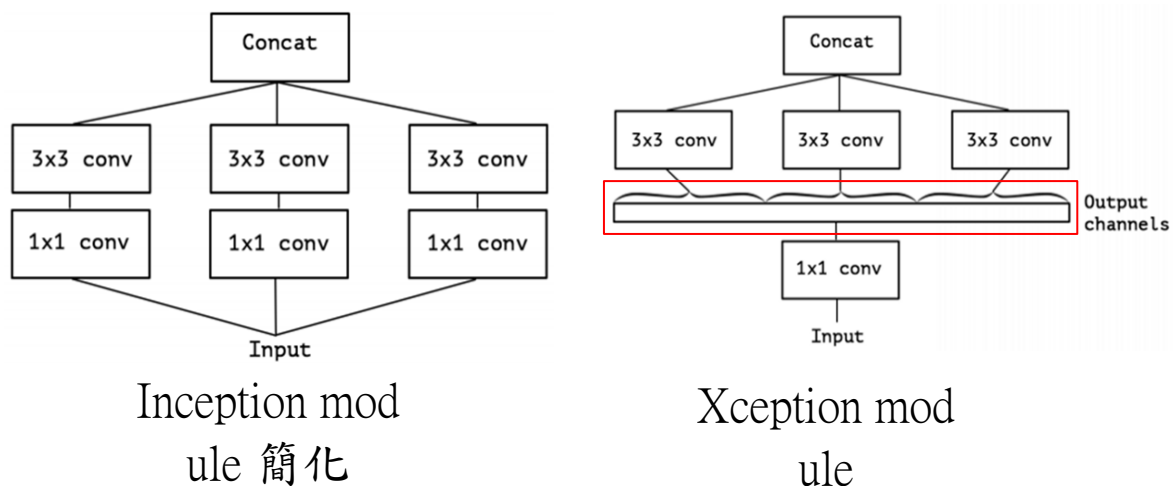 Concat
3x3 conv
3x3 conv
3x3 conv
1x1 conv
1x1 conv
1x1 conv
Input
Inception mod
ule 簡化
Concat
3x3 conv
3x3 conv
3x3 conv
Output
channels
1x1 conv
Input
Xception mod
ule